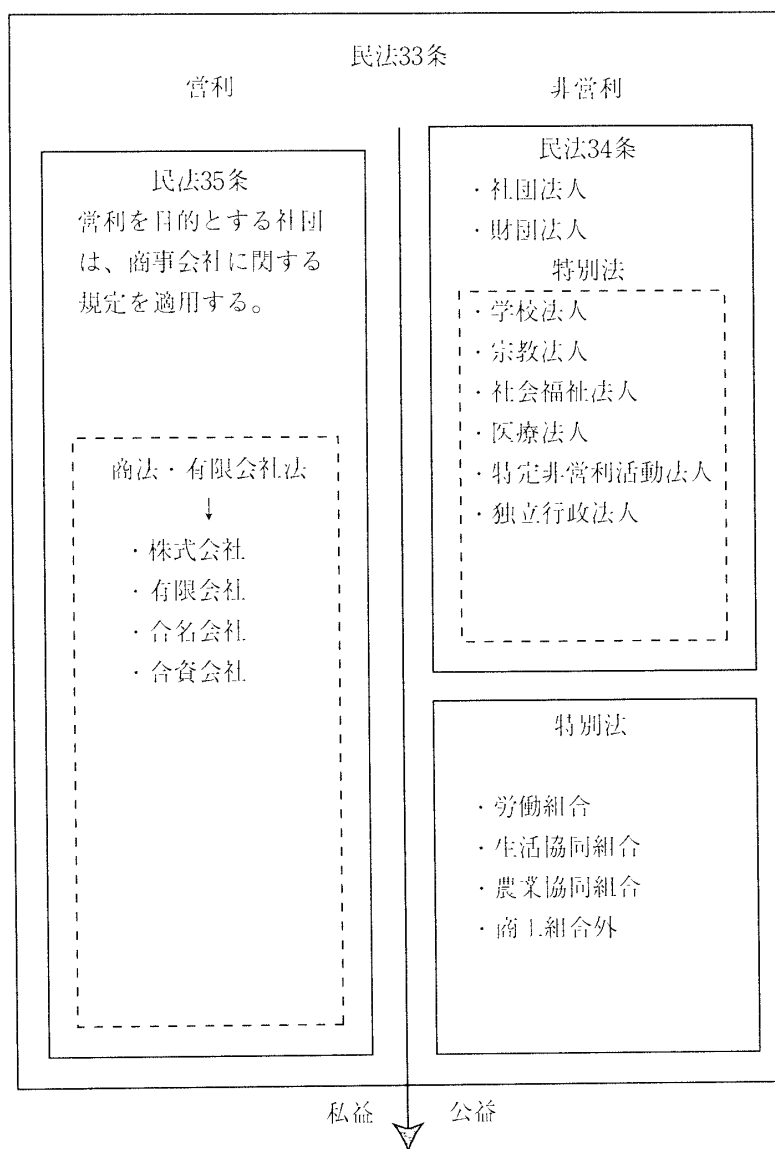 民法33条
営利
非営利
民法35条
営利を目的とする社団
は、商事会社に関する
規定を適用する。
商法・有限会社法
↓
・株式会社
・有限会社
・合名会社
・合資会社
民法34条
・社団法人
・財団法人
特別法
・学校法人
・宗教法人
・社会福祉法人
・医療法人
・特定非営利活動法人
・独立行政法人
特別法
・労働組合
・生活協同組合
・農業協同組合
・商工組合外
私益
公益